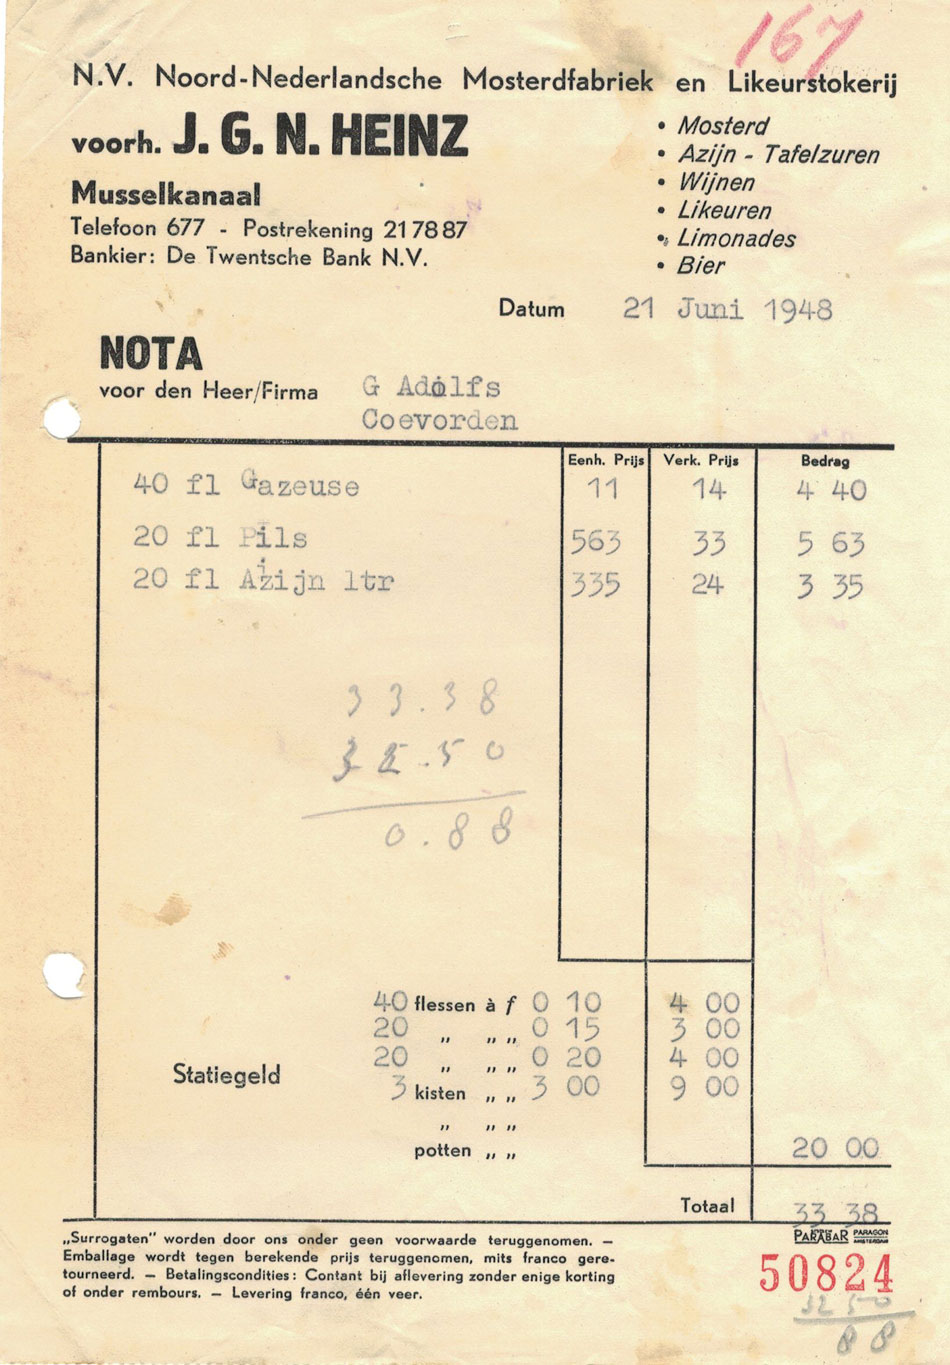 167
N.V. Noord-Nederlandsche Mosterdfabriek en Likeurstokerij
voorh. J. G. N. HEINZ
• Mosterd
• Azijn - Tafelzuren
• Wijnen
• Likeuren
• Limonades
• Bier
Musselkanaal
Telefoon 677 - Postrekening 217887
Bankier: De Twentsche Bank N.V.
Datum 21 Juni 1948
NOTA
voor den Heer/Firma G Adolfs
Coevorden
Eenh. Prijs Verk. Prijs Bedrag
40 fl Gazeuse 11 14 4 40
20 fl Pils 563 33 5 63
20 fl Azijn ltr 335 24 3 35
33.38
32.50
0.88
40 flessen à f 0 10 4 00
20 „ „ „ 0 15 3 00
20 „ „ „ 0 20 4 00
Statiegeld
3 kisten „ „ 3 00 9 00
„ „ „
potten „ „ 20 00
Totaal 33 38
„Surrogaten" worden door ons onder geen voorwaarde teruggenomen. —
Emballage wordt tegen berekende prijs teruggenomen, mits franco gere-
tourneerd. — Betalingscondities: Contant bij aflevering zonder enige korting
of onder rembours. — Levering franco, één veer.
PARABAR PARAGON AMSTERDAM
50824
32 50
88